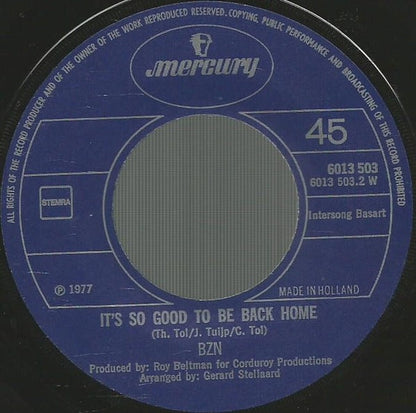 ALL RIGHTS OF THE RECORD PRODUCER AND OF THE OWNER OF THE WORK REPRODUCED RESERVED. COPYING, PUBLIC PERFORMANCE AND BROADCASTING OF THIS RECORD PROHIBITED
mercury
45
6013 503
6013 503.2 W
STEMRA
Intersong Basart
℗ 1977
MADE IN HOLLAND
IT'S SO GOOD TO BE BACK HOME
(Th. Tol/J. Tuijp/C. Tol)
BZN
Produced by: Roy Beltman for Corduroy Productions
Arranged by: Gerard Stellaard